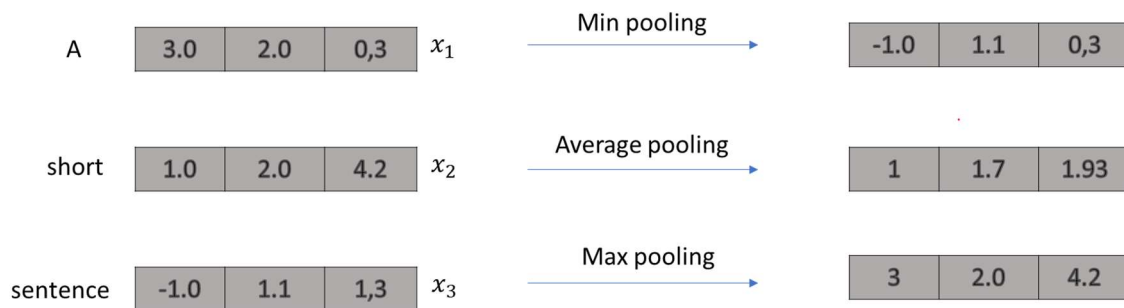 A 3.0 2.0 0,3 x₁ Min pooling -1.0 1.1 0,3
short 1.0 2.0 4.2 x₂ Average pooling 1 1.7 1.93
sentence -1.0 1.1 1,3 x₃ Max pooling 3 2.0 4.2